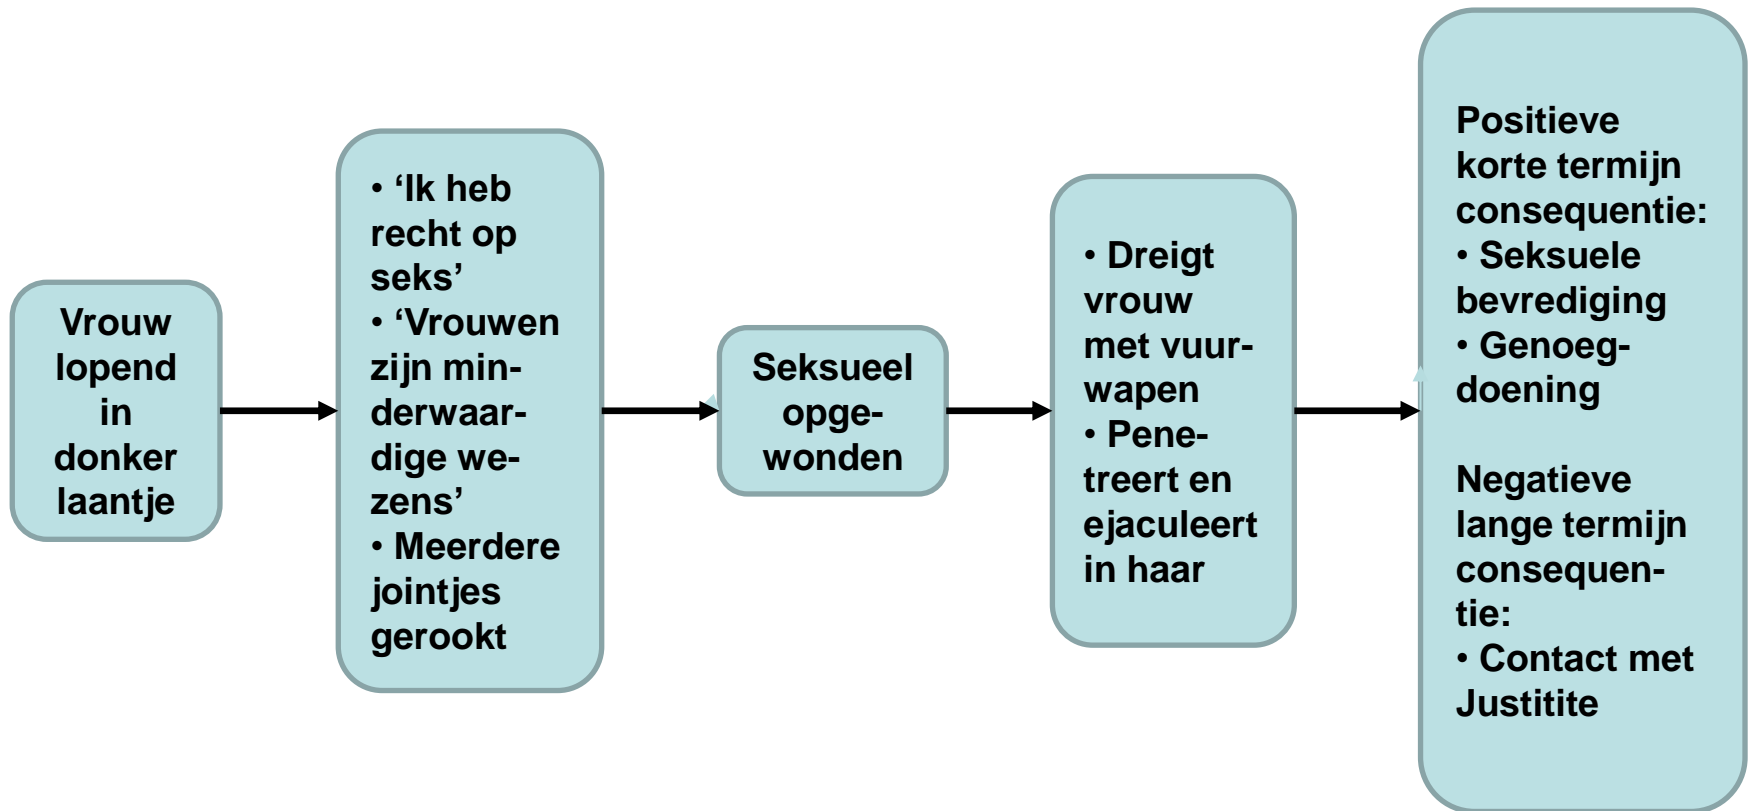 Vrouw
lopend
in
donker
laantje
• ‘Ik heb
recht op
seks’
• ‘Vrouwen
zijn min-
derwaar-
dige we-
zens’
• Meerdere
jointjes
gerookt
Seksueel
opge-
wonden
• Dreigt
vrouw
met vuur-
wapen
• Pene-
treert en
ejaculeert
in haar
Positieve
korte termijn
consequentie:
• Seksuele
bevrediging
• Genoeg-
doening
Negatieve
lange termijn
consequen-
tie:
• Contact met
Justitite